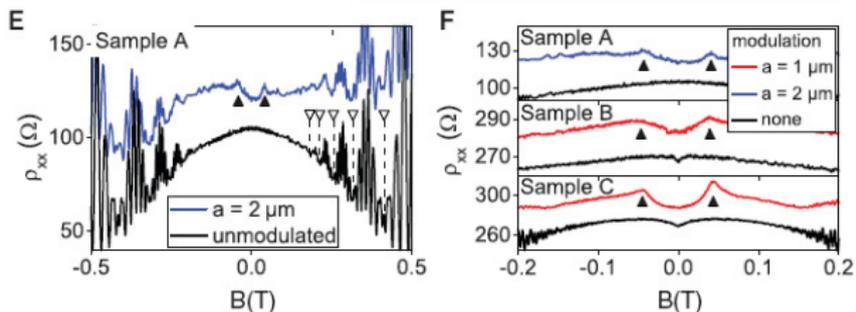 E
Sample A
150
100
50
ρxx (Ω)
a = 2 μm
unmodulated
-0.5
0.0
0.5
B(T)
F
Sample A
130
100
Sample B
290
270
Sample C
300
260
ρxx (Ω)
modulation
a = 1 μm
a = 2 μm
none
-0.2
-0.1
0.0
0.1
0.2
B(T)